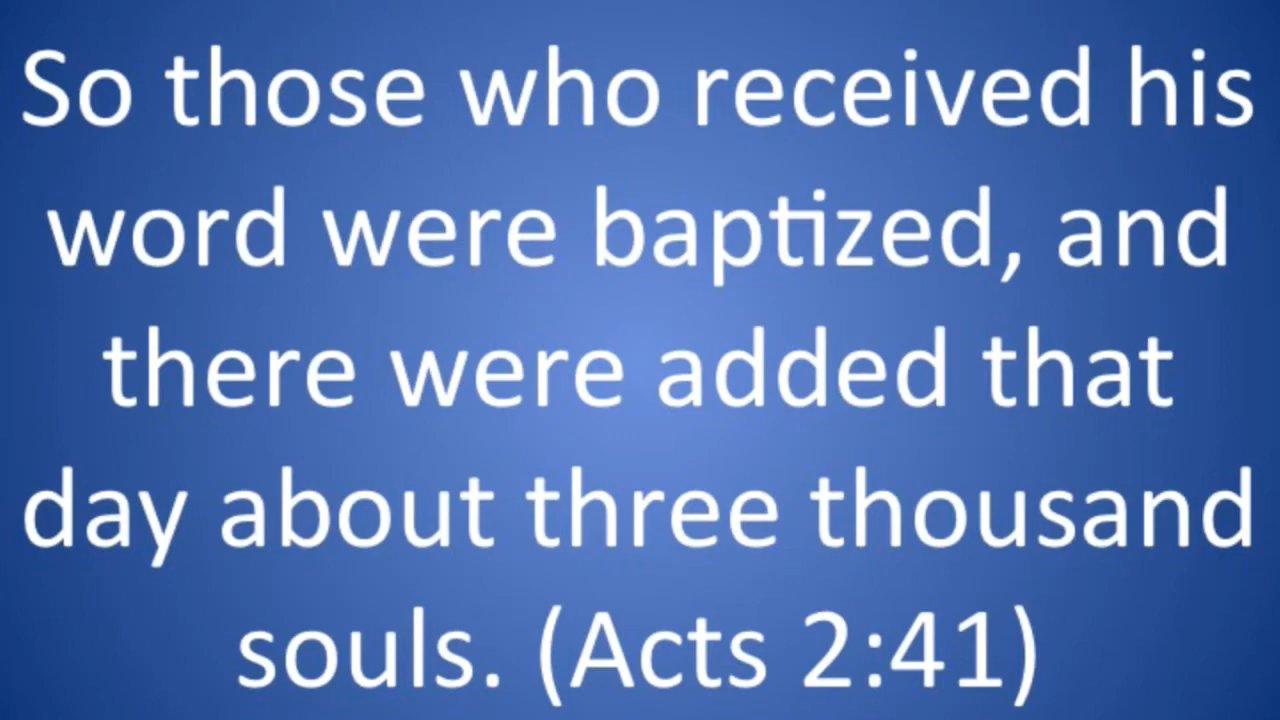 So those who received his
word were baptized, and
there were added that
day about three thousand
souls. (Acts 2:41)